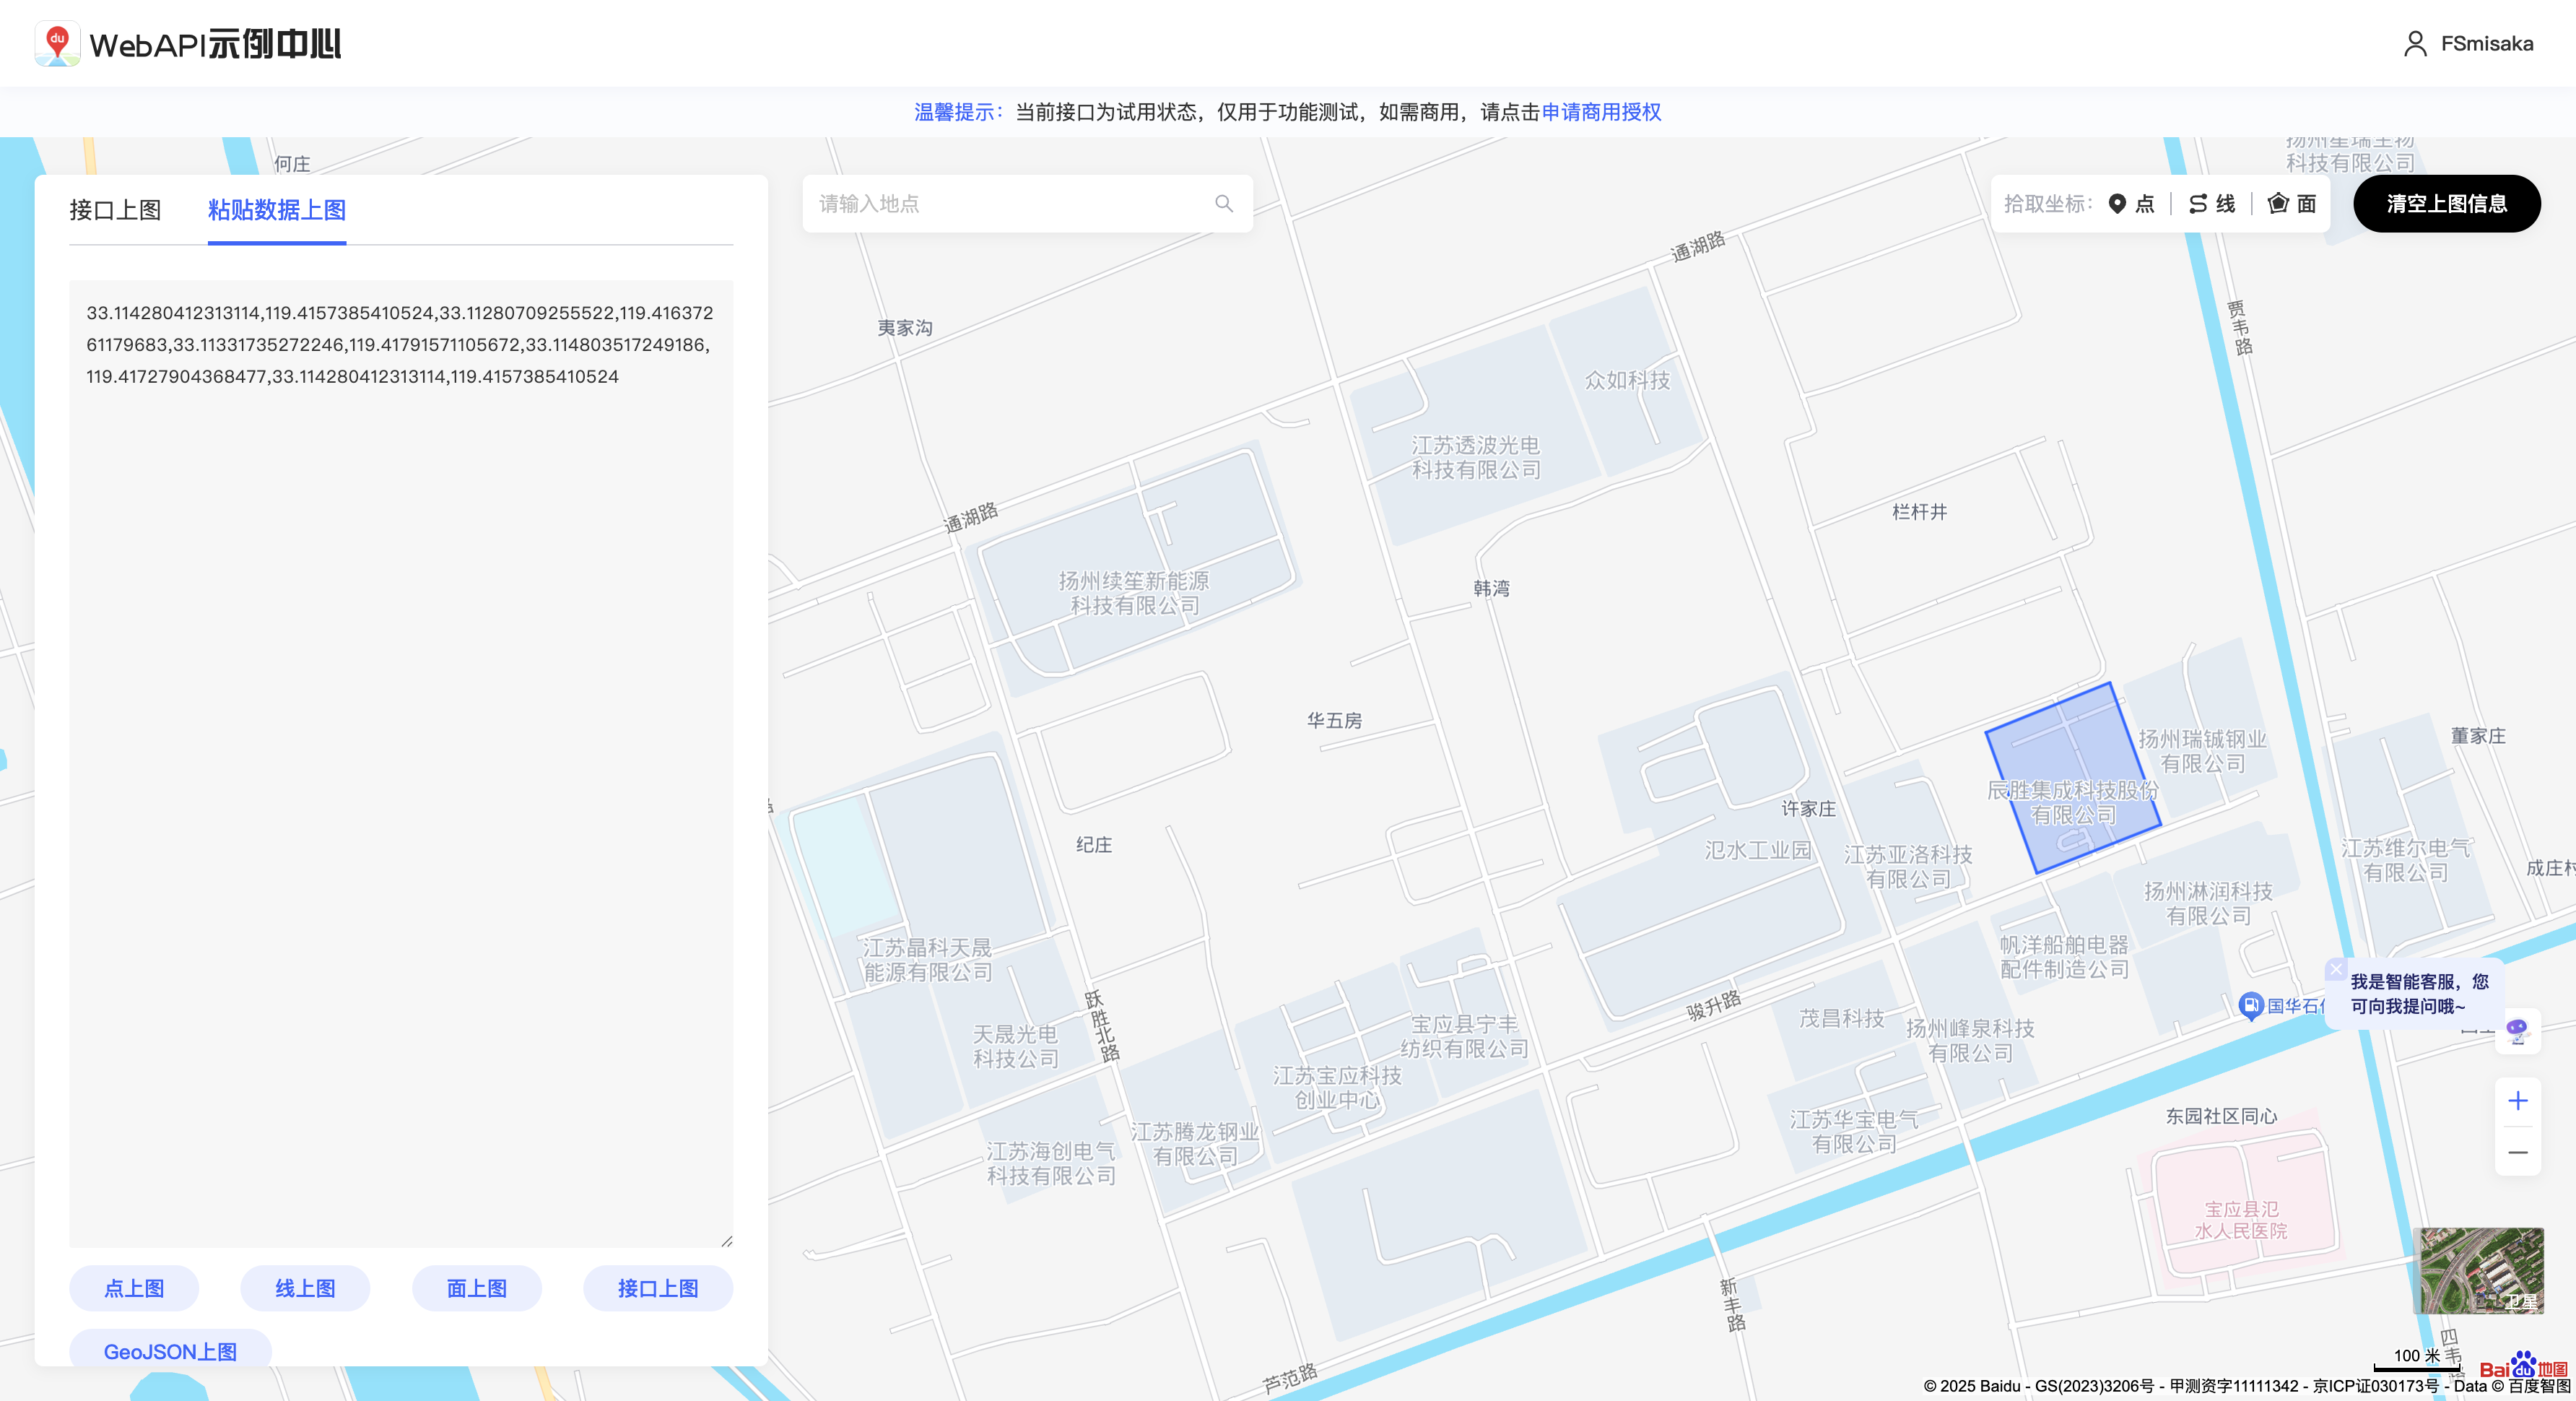 WebAPI示例中心
FSmisaka
温馨提示：当前接口为试用状态，仅用于功能测试，如需商用，请点击申请商用授权
接口上图
粘贴数据上图
33.114280412313114,119.4157385410524,33.11280709255522,119.416372
61179683,33.11331735272246,119.41791571105672,33.114803517249186,
119.41727904368477,33.114280412313114,119.4157385410524
点上图
线上图
面上图
接口上图
GeoJSON上图
请输入地点
拾取坐标：
点
线
面
清空上图信息
何庄
扬州星瑞生物
科技有限公司
通湖路
贾韦路
夷家沟
众如科技
江苏透波光电
科技有限公司
通湖路
栏杆井
扬州续笙新能源
科技有限公司
韩湾
华五房
董家庄
扬州瑞铖钢业
有限公司
辰胜集成科技股份
有限公司
许家庄
纪庄
氾水工业园
江苏亚洛科技
有限公司
江苏维尔电气
有限公司
成庄村
扬州淋润科技
有限公司
江苏晶科天晟
能源有限公司
帆洋船舶电器
配件制造公司
跃胜北路
骏升路
国华石化
我是智能客服，您
可向我提问哦~
天晟光电
科技有限公司
宝应县宁丰
纺织有限公司
茂昌科技
扬州峰泉科技
有限公司
江苏宝应科技
创业中心
江苏腾龙钢业
有限公司
江苏海创电气
科技有限公司
江苏华宝电气
有限公司
东园社区同心
宝应县氾
水人民医院
新丰路
芦范路
四韦
卫星
100 米
Bai du 地图
© 2025 Baidu - GS(2023)3206号 - 甲测资字11111342 - 京ICP证030173号 - Data © 百度智图